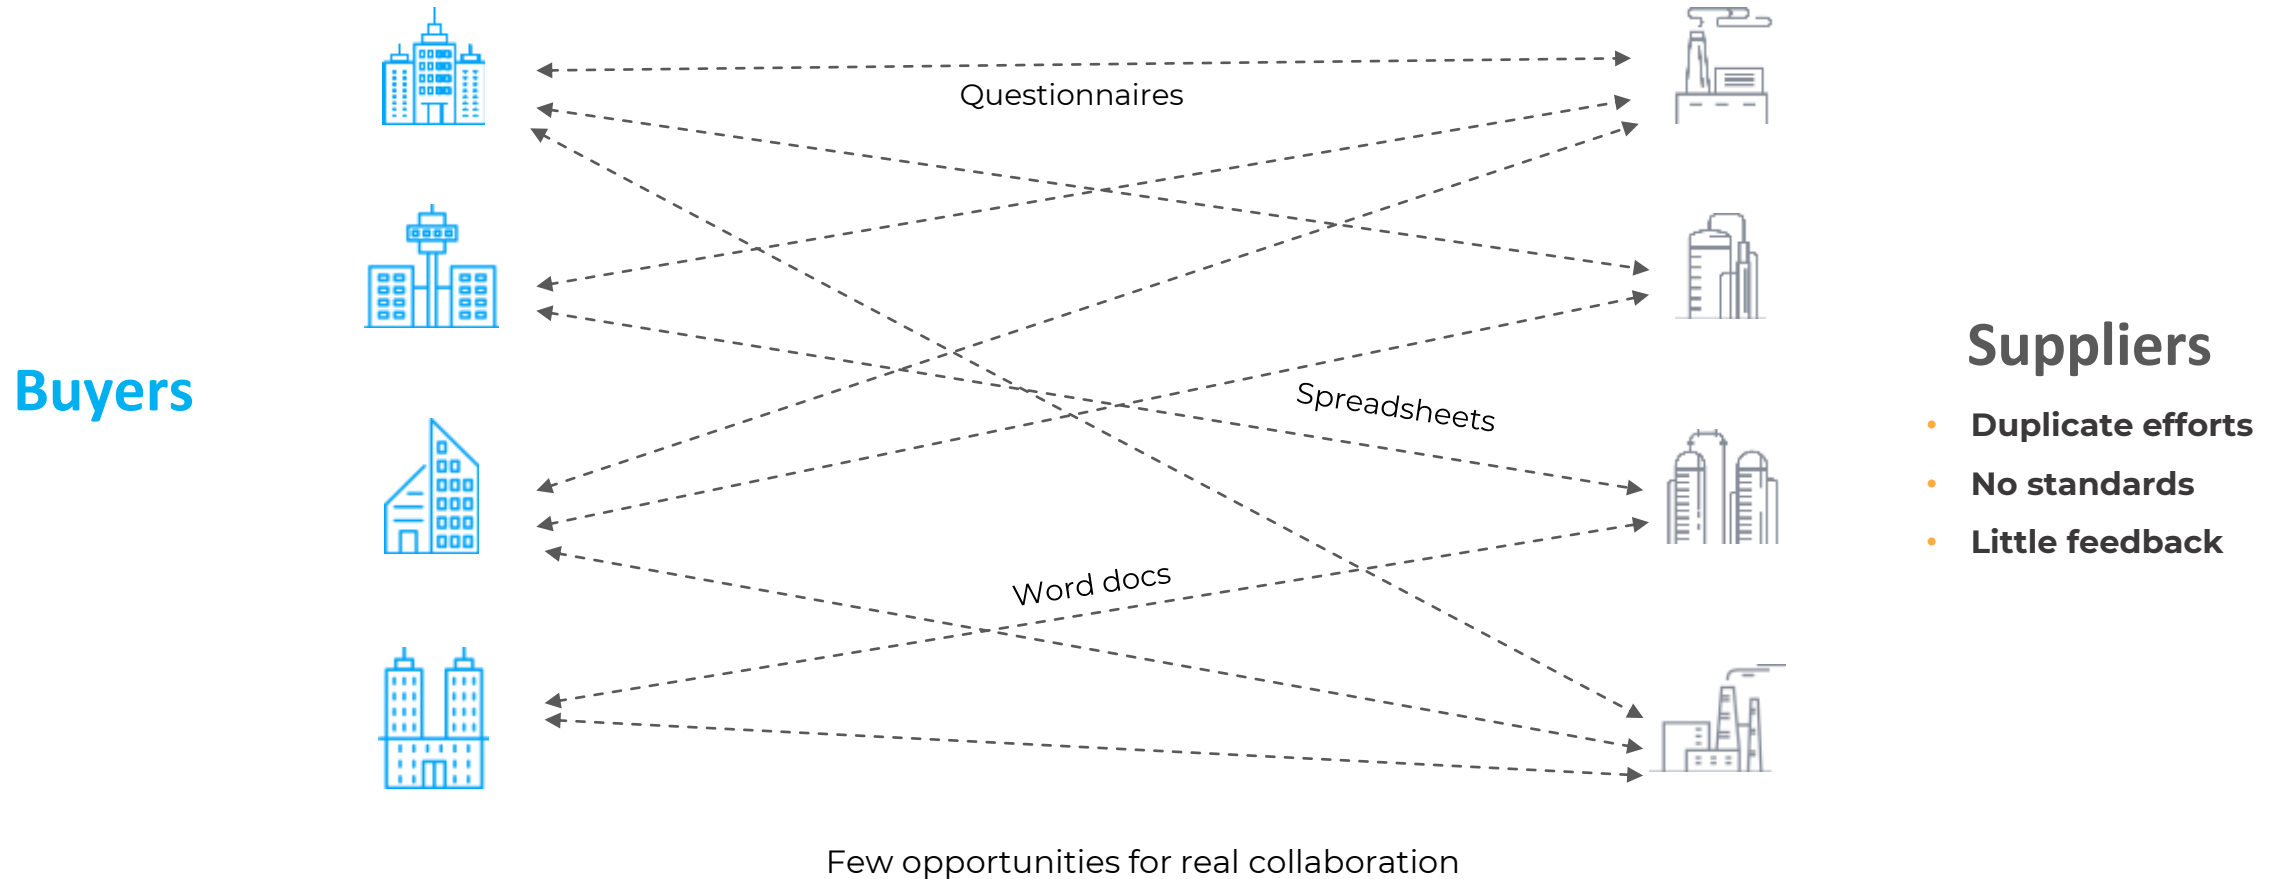 Questionnaires
Buyers
Spreadsheets
Word docs
Suppliers
• Duplicate efforts
• No standards
• Little feedback
Few opportunities for real collaboration